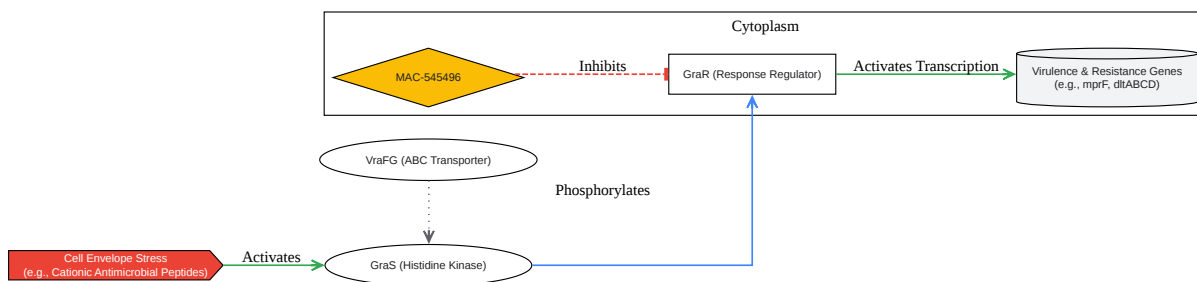 Cytoplasm
MAC-545496
Inhibits
GraR (Response Regulator)
Activates Transcription
Virulence & Resistance Genes
(e.g., mprF, dltABCD)
VraFG (ABC Transporter)
Phosphorylates
Cell Envelope Stress
(e.g., Cationic Antimicrobial Peptides)
Activates
GraS (Histidine Kinase)